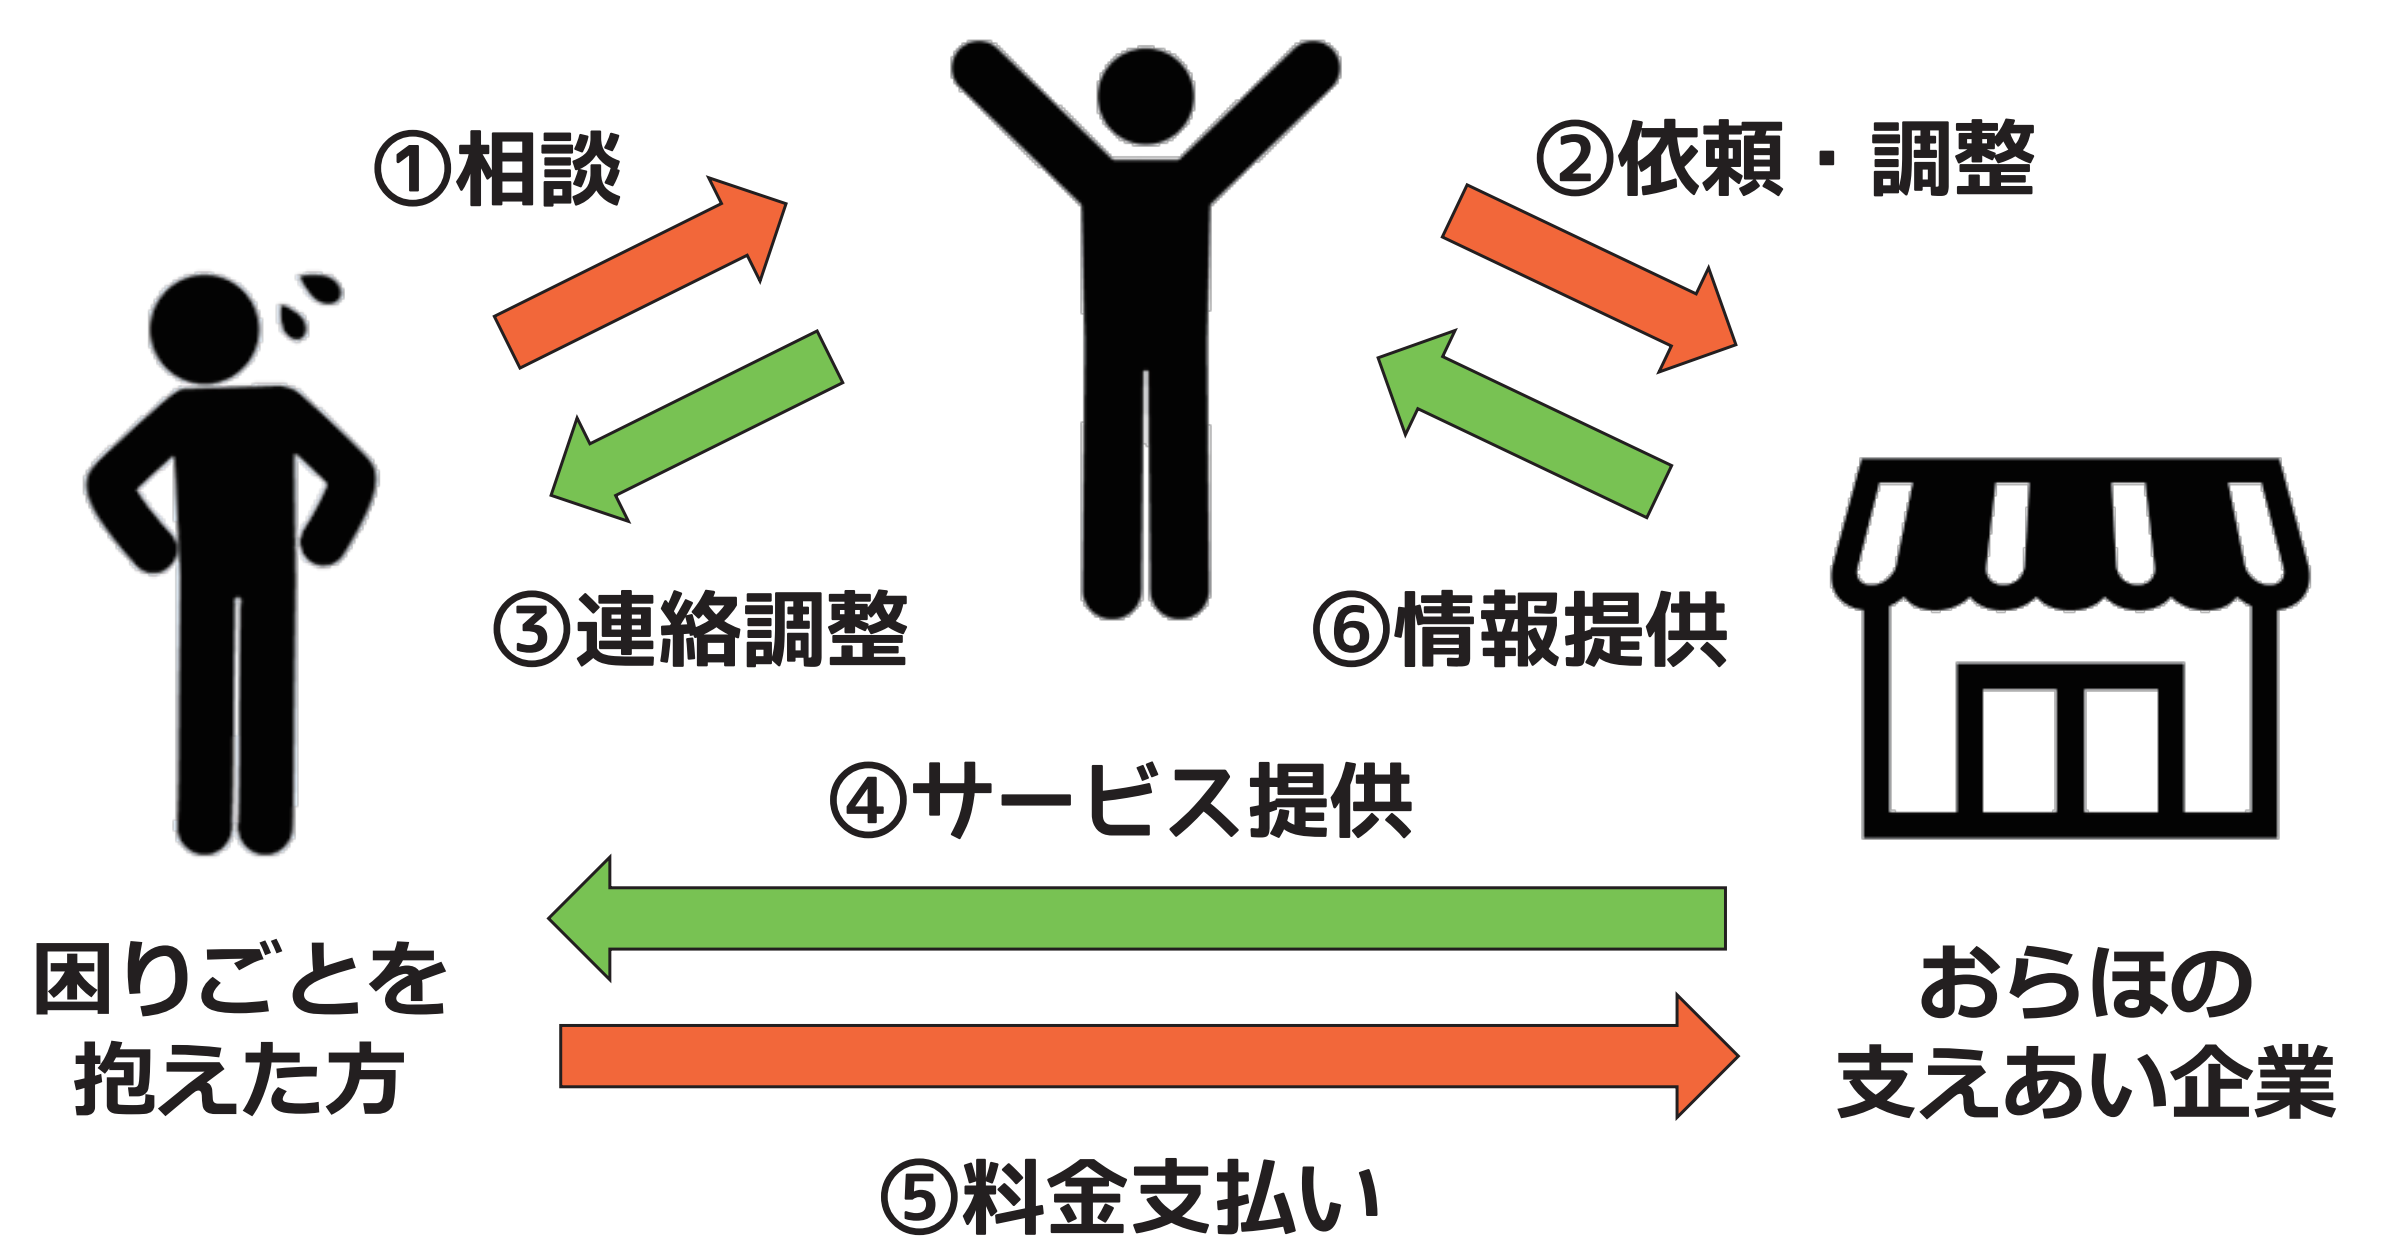 ①相談
②依頼・調整
③連絡調整
⑥情報提供
④サービス提供
困りごとを
抱えた方
おらほの
支えあい企業
⑤料金支払い